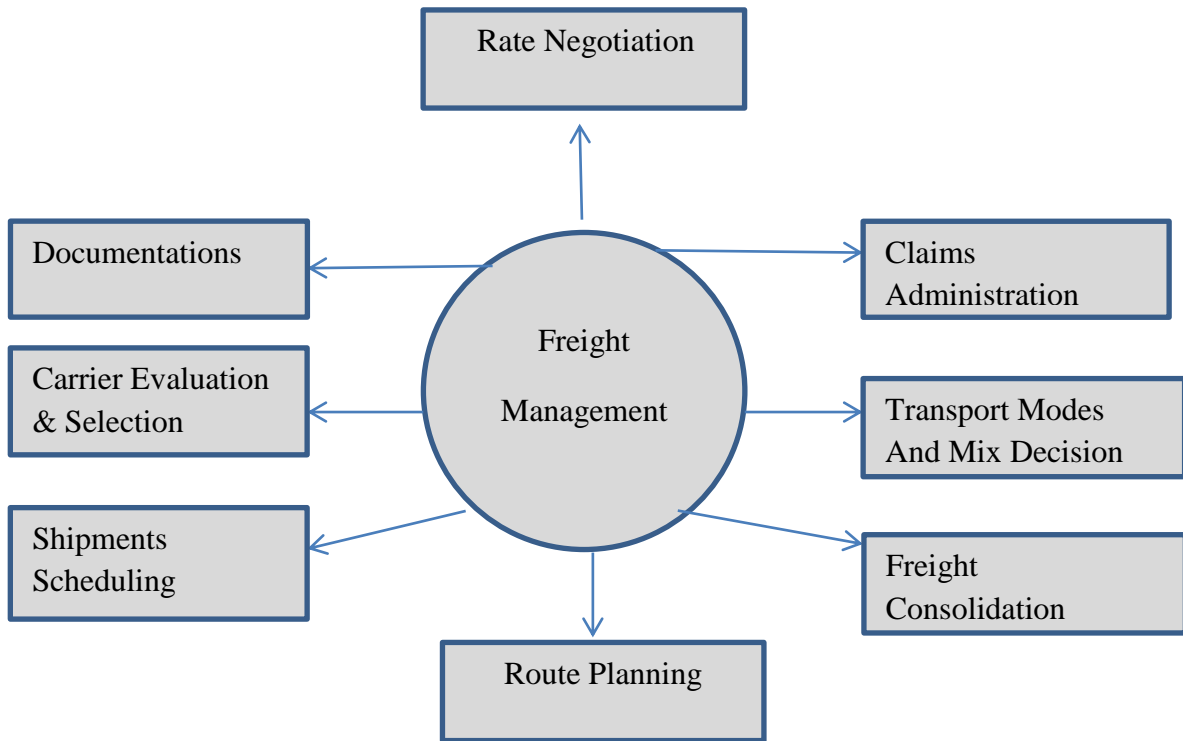 Rate Negotiation
Documentations
Claims
Administration
Freight
Management
Carrier Evaluation
& Selection
Transport Modes
And Mix Decision
Shipments
Scheduling
Freight
Consolidation
Route Planning